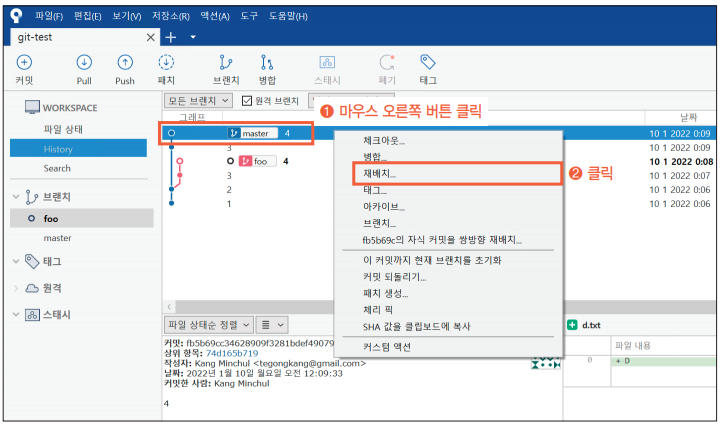 파일(F) 편집(E) 보기(V) 저장소(R) 액션(A) 도구 도움말(H)
git-test
커밋 Pull Push 패치 브랜치 병합 스태시 폐기 태그
모든 브랜치 원격 브랜치
❶ 마우스 오른쪽 버튼 클릭
WORKSPACE
파일 상태
History
Search
브랜치
foo
master
태그
원격
스태시
그래프 날짜
master 4 10 1 2022 0:09
3 10 1 2022 0:09
foo 4 10 1 2022 0:08
3 10 1 2022 0:07
2 10 1 2022 0:06
1 10 1 2022 0:06
체크아웃...
병합...
재배치...
❷ 클릭
태그...
아카이브...
브랜치...
fb5b69c의 자식 커밋을 쌍방향 재배치...
이 커밋까지 현재 브랜치를 초기화
커밋 되돌리기...
패치 생성...
체리 픽
SHA 값을 클립보드에 복사
커스텀 액션
파일 상태순 정렬
커밋: fb5b69cc34628909f3281bdef49079
상위 항목: 74d165b719
작성자: Kang Minchul <tegongkang@gmail.com>
날짜: 2022년 1월 10일 월요일 오전 12:09:33
커밋한 사람: Kang Minchul
4
d.txt
파일 내용
0 + D